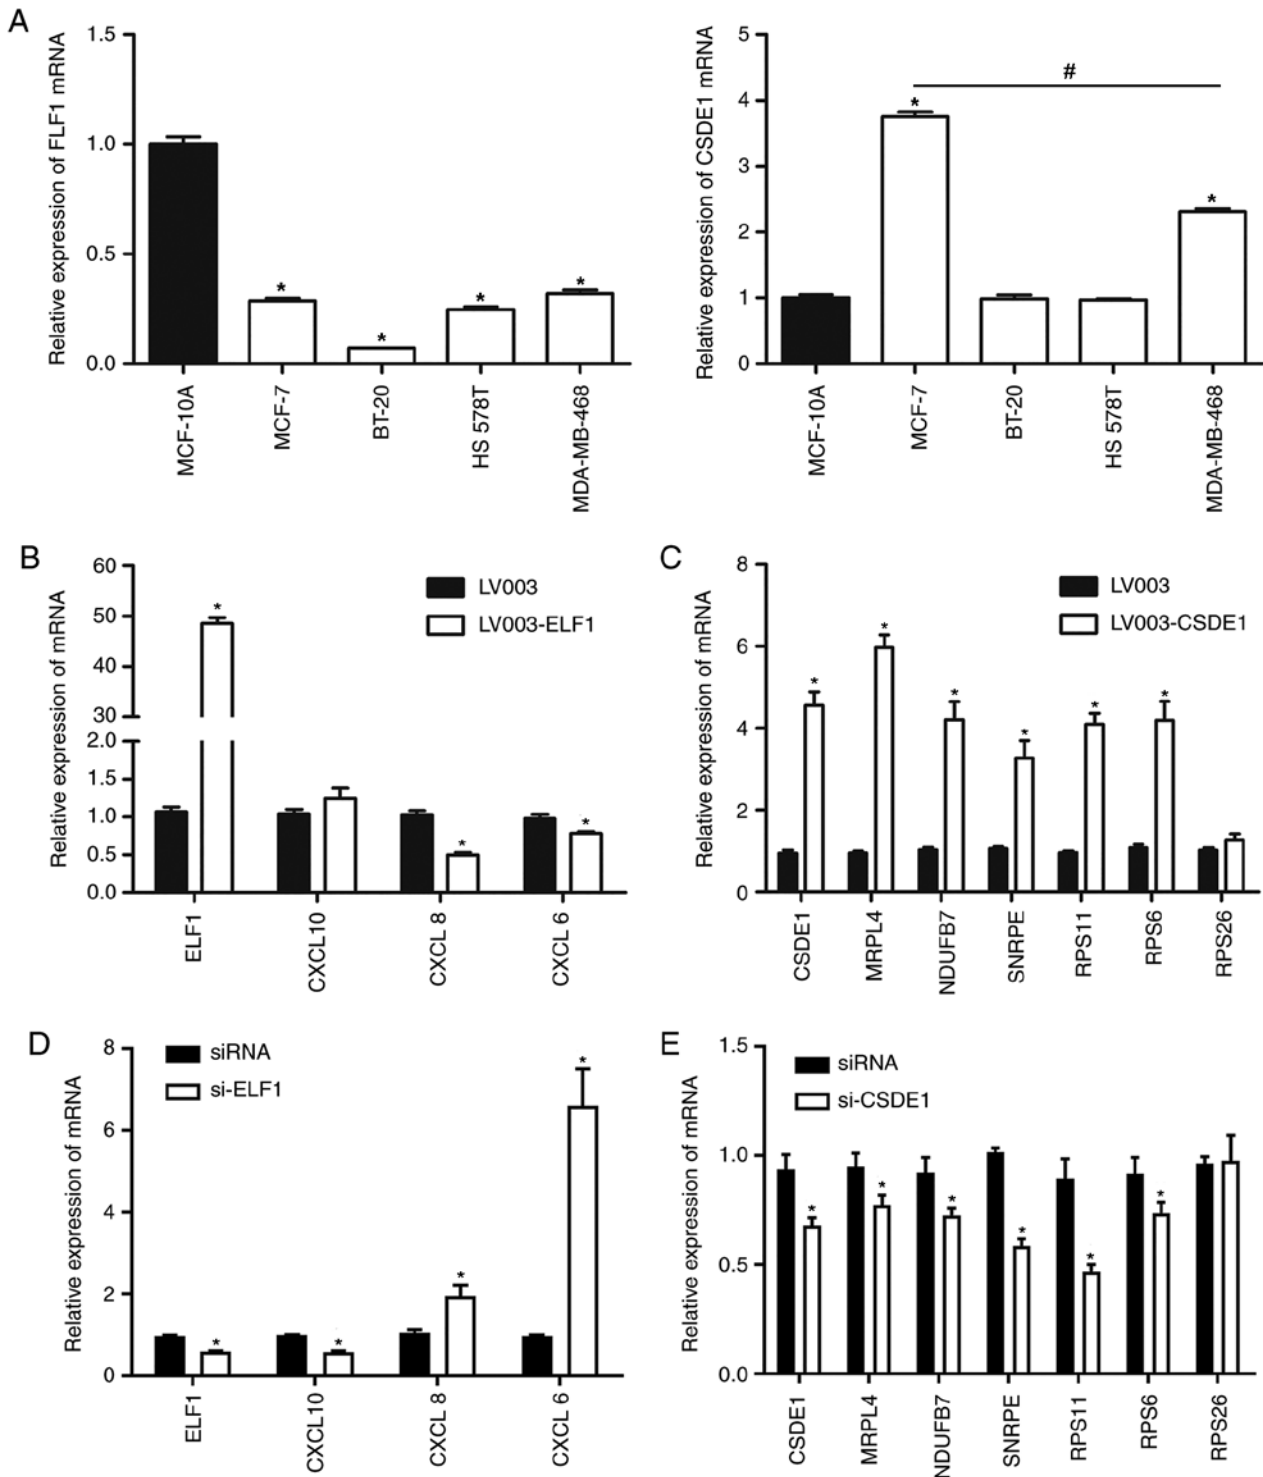 A
Relative expression of FLF1 mRNA
1.5
1.0
0.5
0.0
*
*
*
*
MCF-10A
MCF-7
BT-20
HS 578T
MDA-MB-468
Relative expression of CSDE1 mRNA
5
4
3
2
1
0
#
*
*
MCF-10A
MCF-7
BT-20
HS 578T
MDA-MB-468
B
Relative expression of mRNA
60
50
40
30
2.0
1.5
1.0
0.5
0.0
LV003
LV003-ELF1
*
*
*
ELF1
CXCL10
CXCL 8
CXCL 6
C
Relative expression of mRNA
8
6
4
2
0
LV003
LV003-CSDE1
*
*
*
*
*
*
CSDE1
MRPL4
NDUFB7
SNRPE
RPS11
RPS6
RPS26
D
Relative expression of mRNA
8
6
4
2
0
siRNA
si-ELF1
*
*
*
*
ELF1
CXCL10
CXCL 8
CXCL 6
E
Relative expression of mRNA
1.5
1.0
0.5
0.0
siRNA
si-CSDE1
*
*
*
*
*
*
CSDE1
MRPL4
NDUFB7
SNRPE
RPS11
RPS6
RPS26